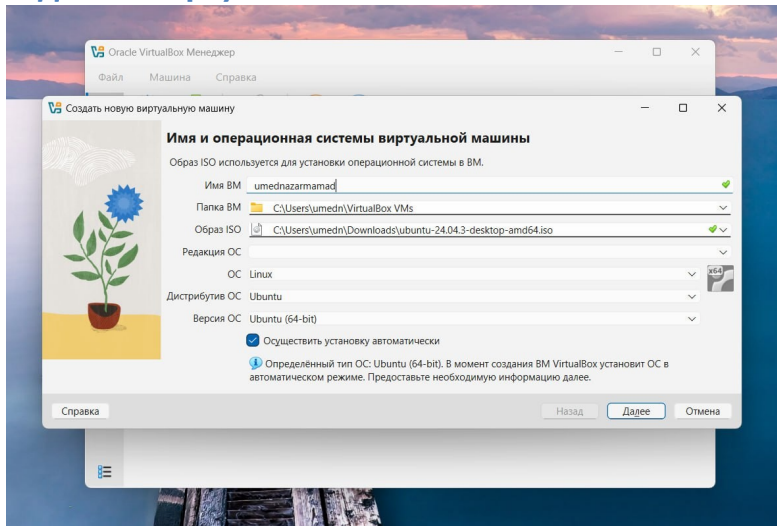 Oracle VirtualBox Менеджер
Файл Машина Справка
Создать новую виртуальную машину
Имя и операционная системы виртуальной машины
Образ ISO используется для установки операционной системы в ВМ.
Имя ВМ umednazarmamad
Папка ВМ C:\Users\umedn\VirtualBox VMs
Образ ISO C:\Users\umedn\Downloads\ubuntu-24.04.3-desktop-amd64.iso
Редакция ОС
ОС Linux
x64
Дистрибутив ОС Ubuntu
Версия ОС Ubuntu (64-bit)
Осуществить установку автоматически
Определённый тип ОС: Ubuntu (64-bit). В момент создания ВМ VirtualBox установит ОС в
автоматическом режиме. Предоставьте необходимую информацию далее.
Справка Назад Далее Отмена